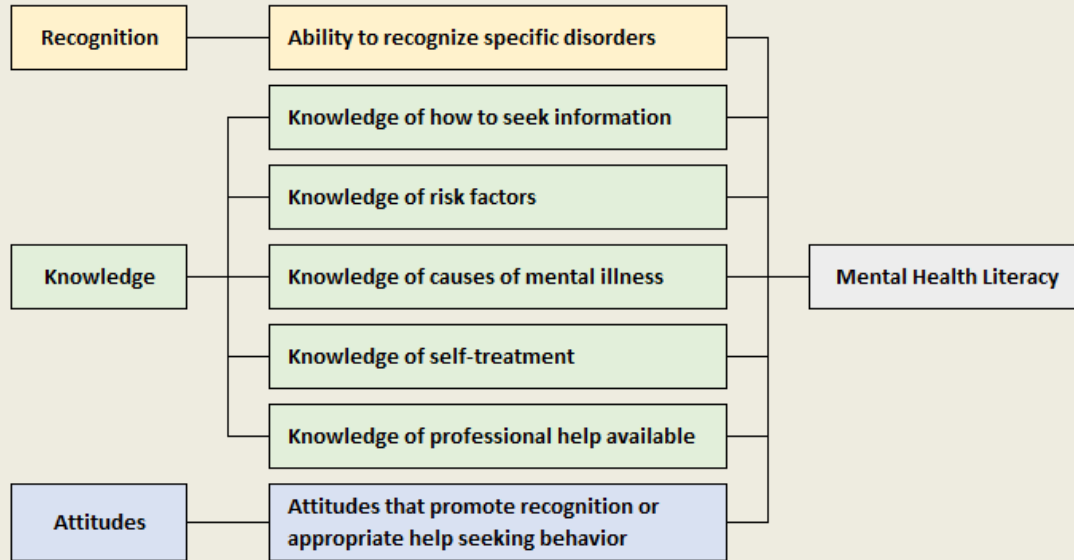 Recognition
Ability to recognize specific disorders
Knowledge of how to seek information
Knowledge of risk factors
Knowledge
Knowledge of causes of mental illness
Mental Health Literacy
Knowledge of self-treatment
Knowledge of professional help available
Attitudes
Attitudes that promote recognition or
appropriate help seeking behavior